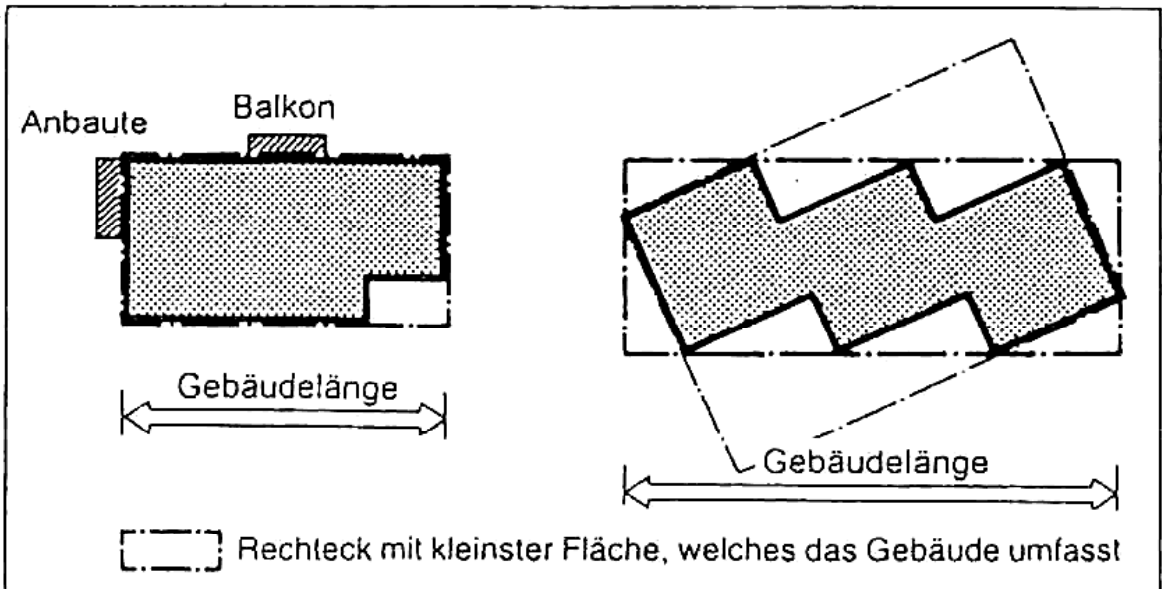 Balkon
Anbaute
Gebäudelänge
Gebäudelänge
Rechteck mit kleinster Fläche, welches das Gebäude umfasst